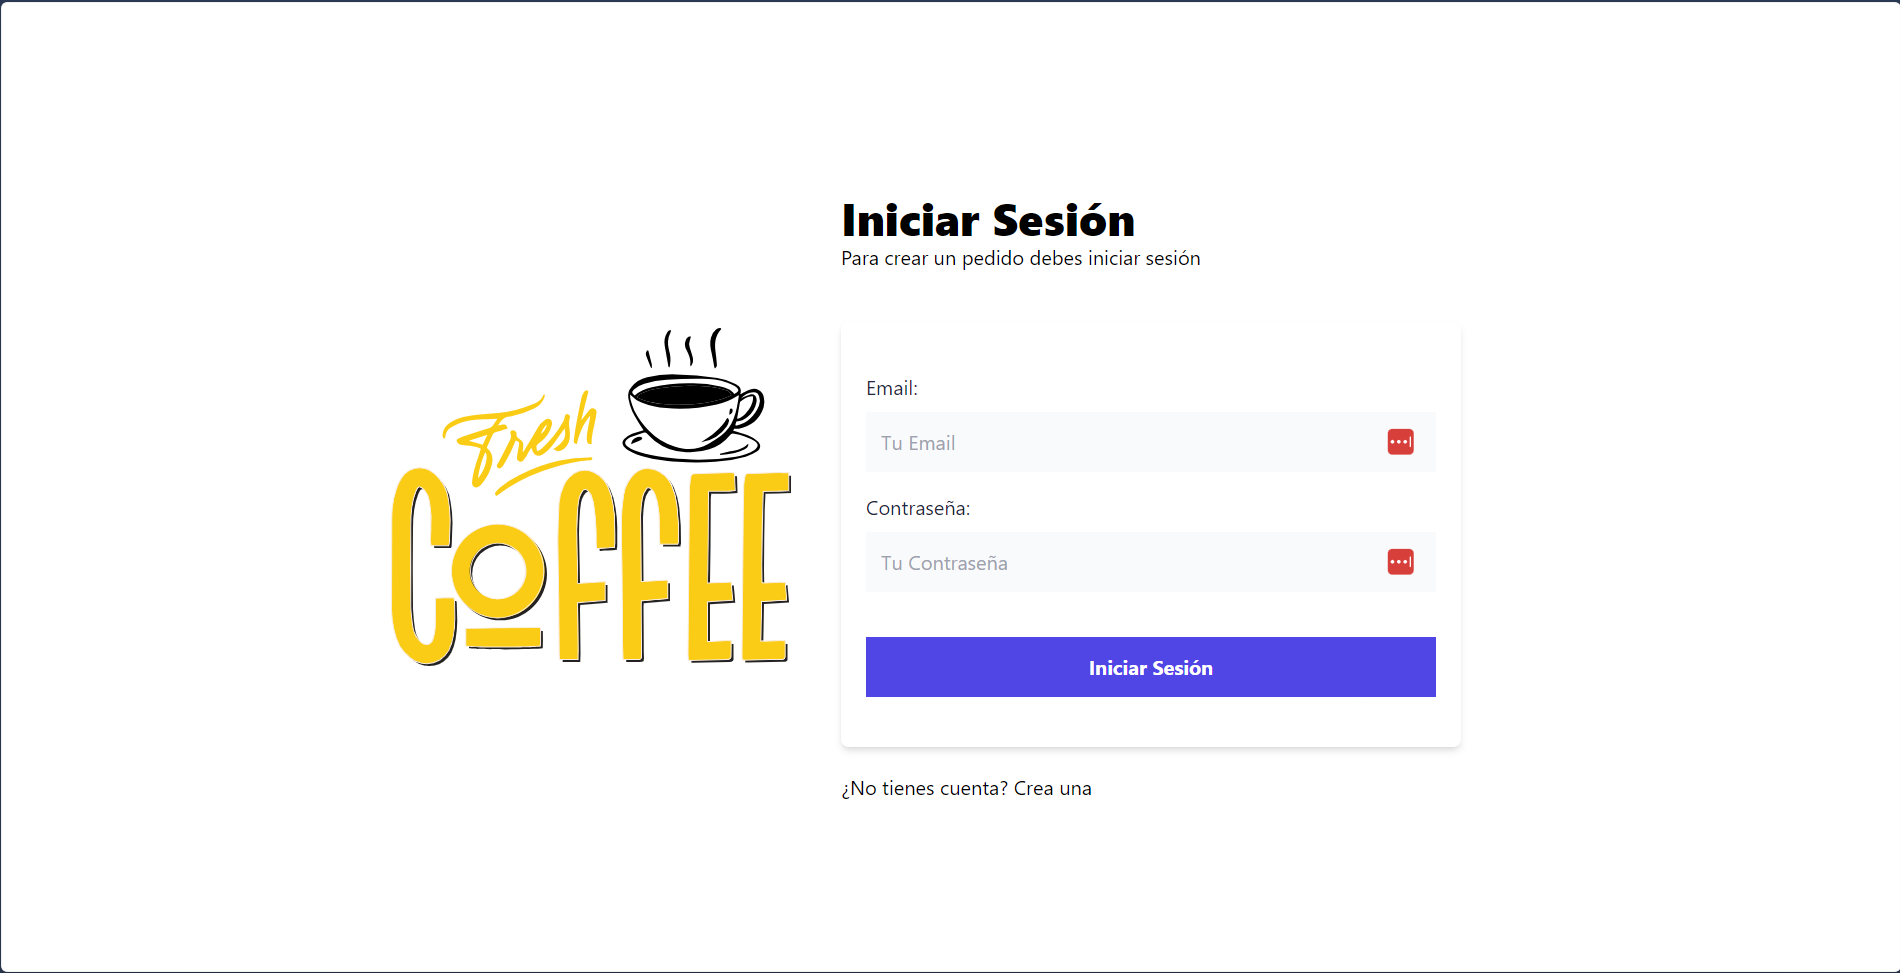 Iniciar Sesión
Para crear un pedido debes iniciar sesión
Fresh
COFFEE
Email:
Tu Email
Contraseña:
Tu Contraseña
Iniciar Sesión
¿No tienes cuenta? Crea una